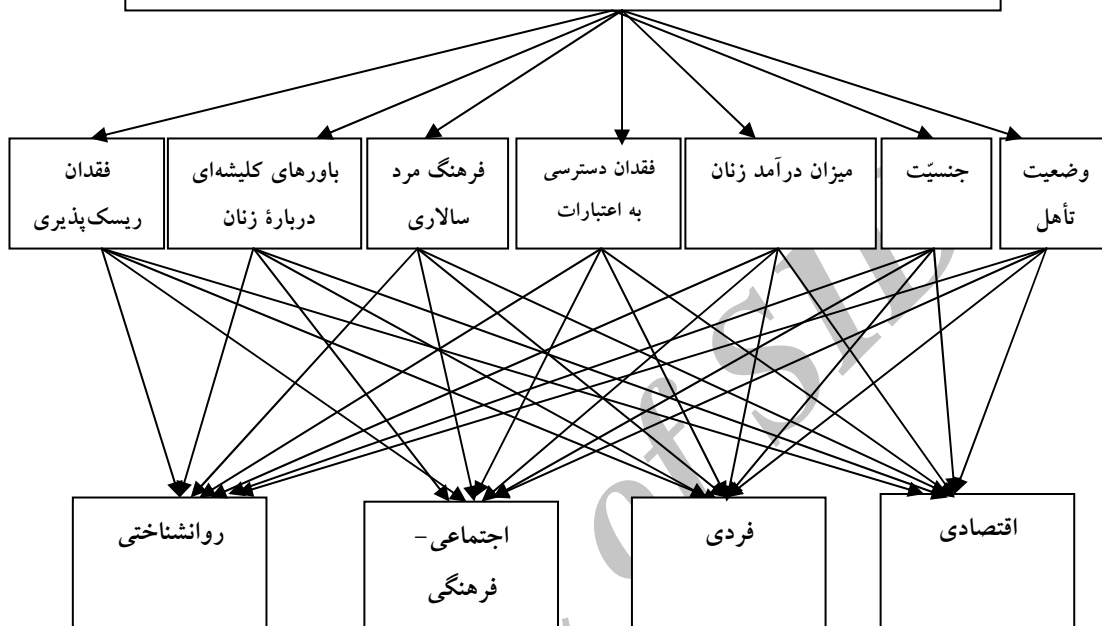 وضعیت
تأهل
جنسیّت
میزان درآمد زنان
فقدان دسترسی
به اعتبارات
فرهنگ مرد
سالاری
باورهای کلیشه‌ای
دربارهٔ زنان
فقدان
ریسک‌پذیری
اقتصادی
فردی
اجتماعی-
فرهنگی
روانشناختی
of